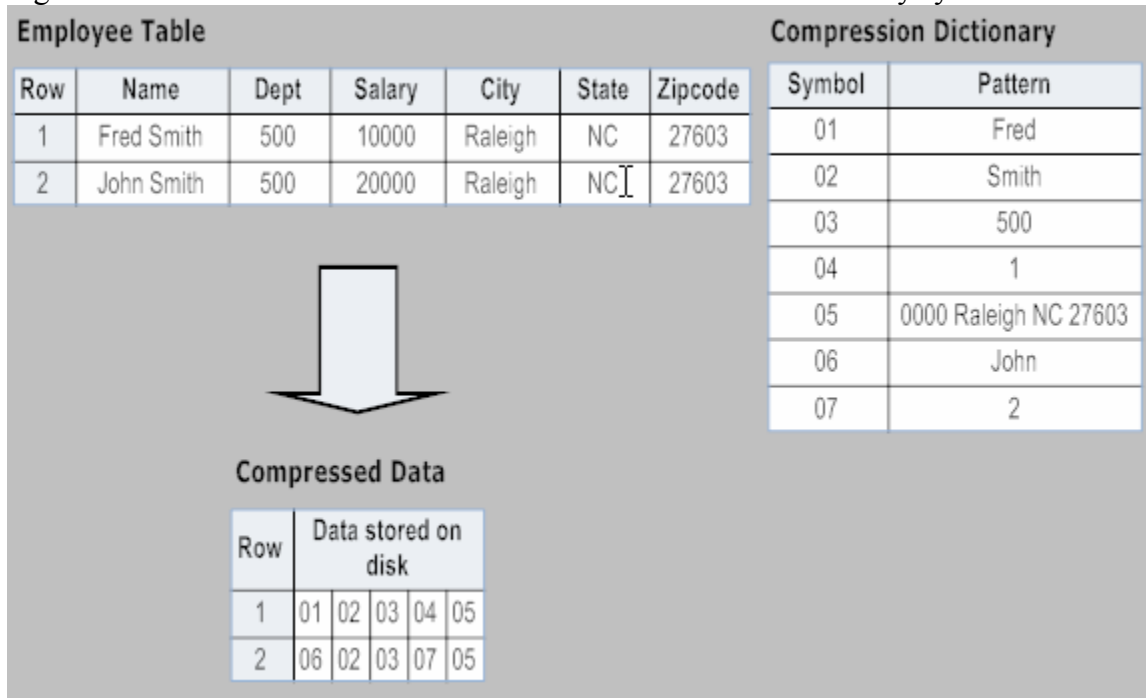 Employee Table
Row Name Dept Salary City State Zipcode
1 Fred Smith 500 10000 Raleigh NC 27603
2 John Smith 500 20000 Raleigh NC 27603
Compression Dictionary
Symbol Pattern
01 Fred
02 Smith
03 500
04 1
05 0000 Raleigh NC 27603
06 John
07 2
Compressed Data
Row Data stored on
disk
1 01 02 03 04 05
2 06 02 03 07 05